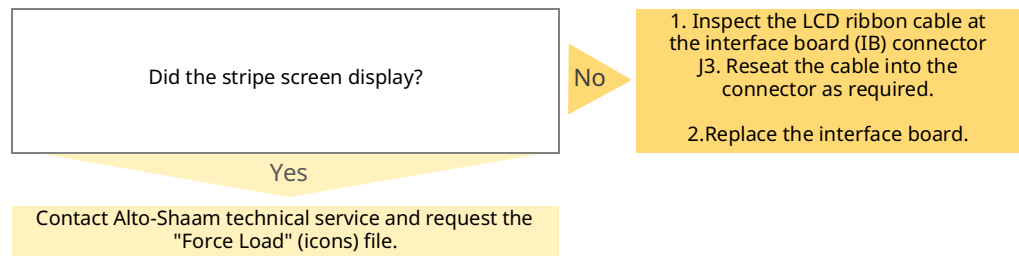 Did the stripe screen display?
No
1. Inspect the LCD ribbon cable at
the interface board (IB) connector
J3. Reseat the cable into the
connector as required.
2.Replace the interface board.
Yes
Contact Alto-Shaam technical service and request the
"Force Load" (icons) file.